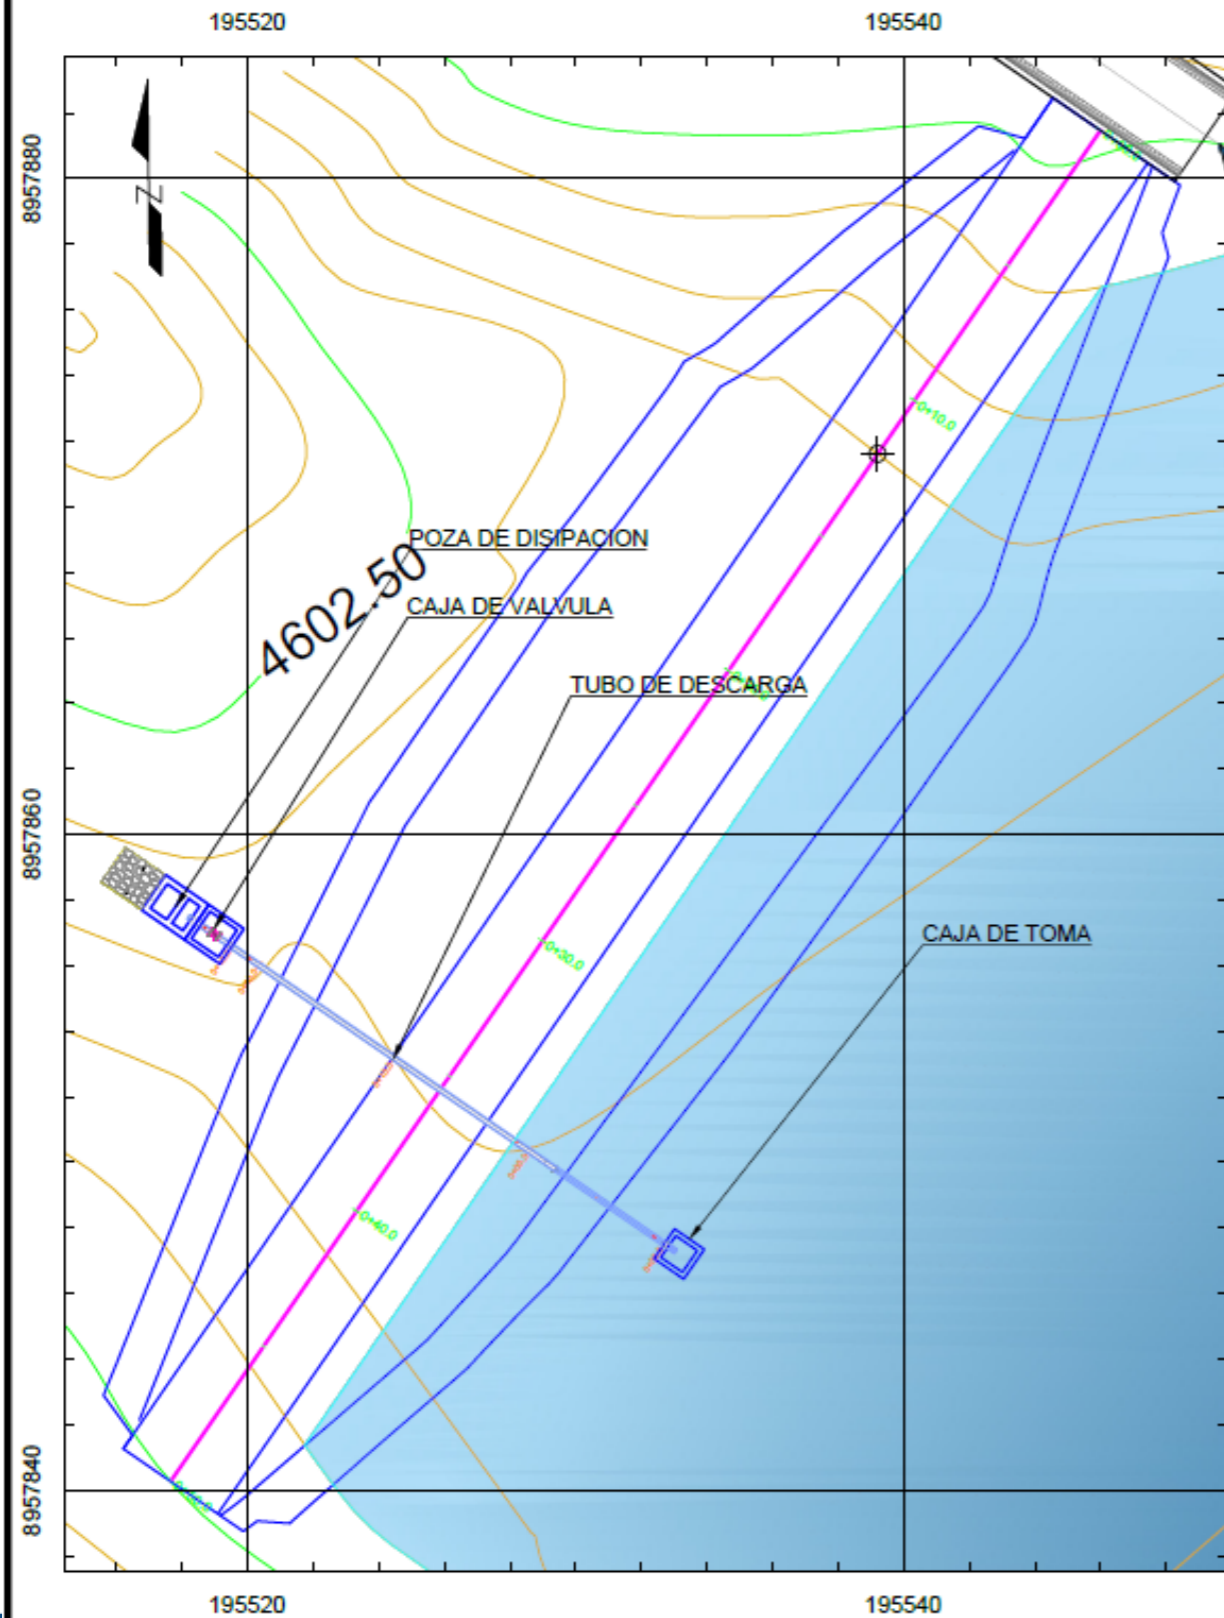 195520
195540
8957880
N
0+10.0
POZA DE DISIPACION
4602.50
CAJA DE VALVULA
TUBO DE DESCARGA
8957860
CAJA DE TOMA
0+30.0
0+40.0
8957840
195520
195540